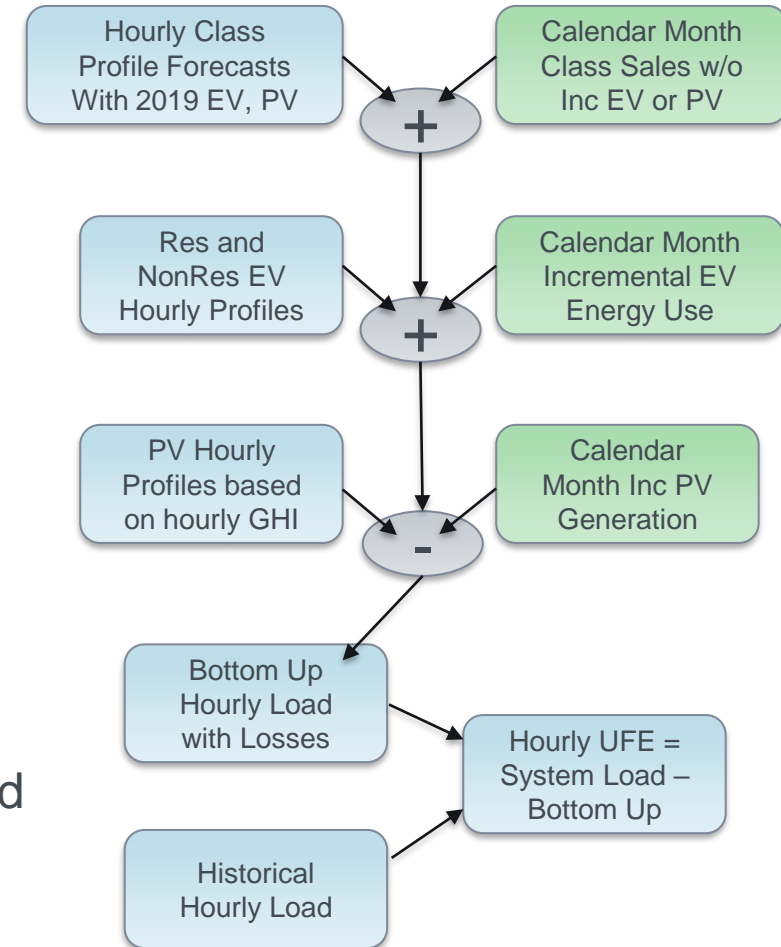 Hourly Class
Profile Forecasts
With 2019 EV, PV
Calendar Month
Class Sales w/o
Inc EV or PV
+
Res and
NonRes EV
Hourly Profiles
Calendar Month
Incremental EV
Energy Use
+
PV Hourly
Profiles based
on hourly GHI
Calendar
Month Inc PV
Generation
-
Bottom Up
Hourly Load
with Losses
Hourly UFE =
System Load –
Bottom Up
d
Historical
Hourly Load